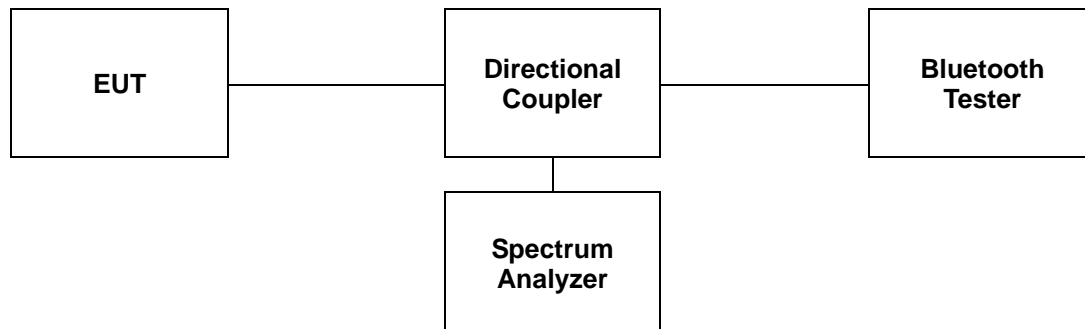 EUT
Directional
Coupler
Bluetooth
Tester
Spectrum
Analyzer